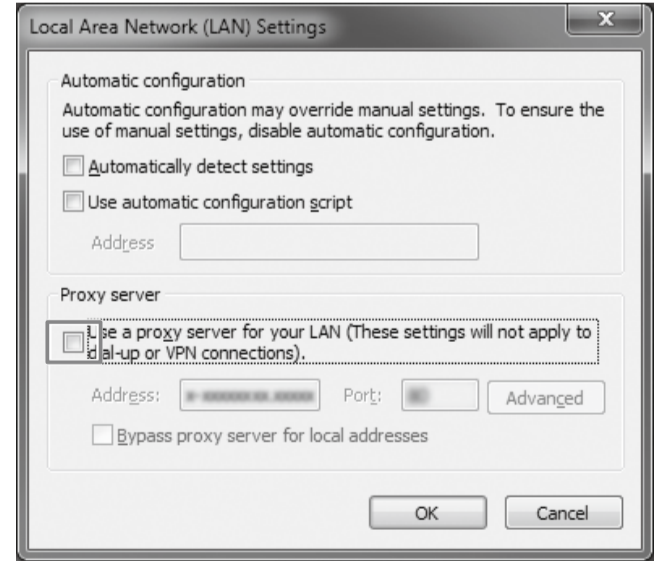 Local Area Network (LAN) Settings
Automatic configuration
Automatic configuration may override manual settings. To ensure the
use of manual settings, disable automatic configuration.
Automatically detect settings
Use automatic configuration script
Address
Proxy server
Use a proxy server for your LAN (These settings will not apply to
dial-up or VPN connections).
Address: Port: Advanced
Bypass proxy server for local addresses
OK Cancel